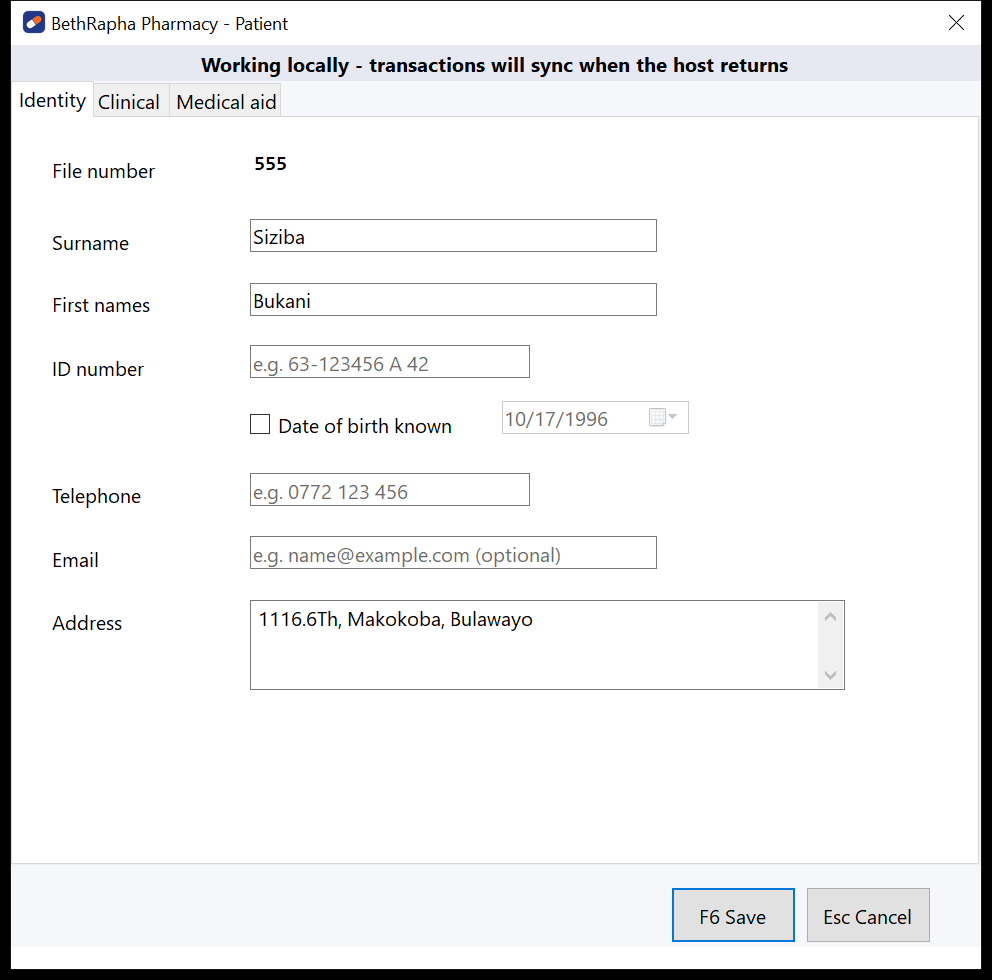 BethRapha Pharmacy - Patient
Working locally - transactions will sync when the host returns
Identity Clinical Medical aid
File number 555
Surname Siziba
First names Bukani
ID number e.g. 63-123456 A 42
Date of birth known 10/17/1996
Telephone e.g. 0772 123 456
Email e.g. name@example.com (optional)
Address 1116.6Th, Makokoba, Bulawayo
F6 Save Esc Cancel